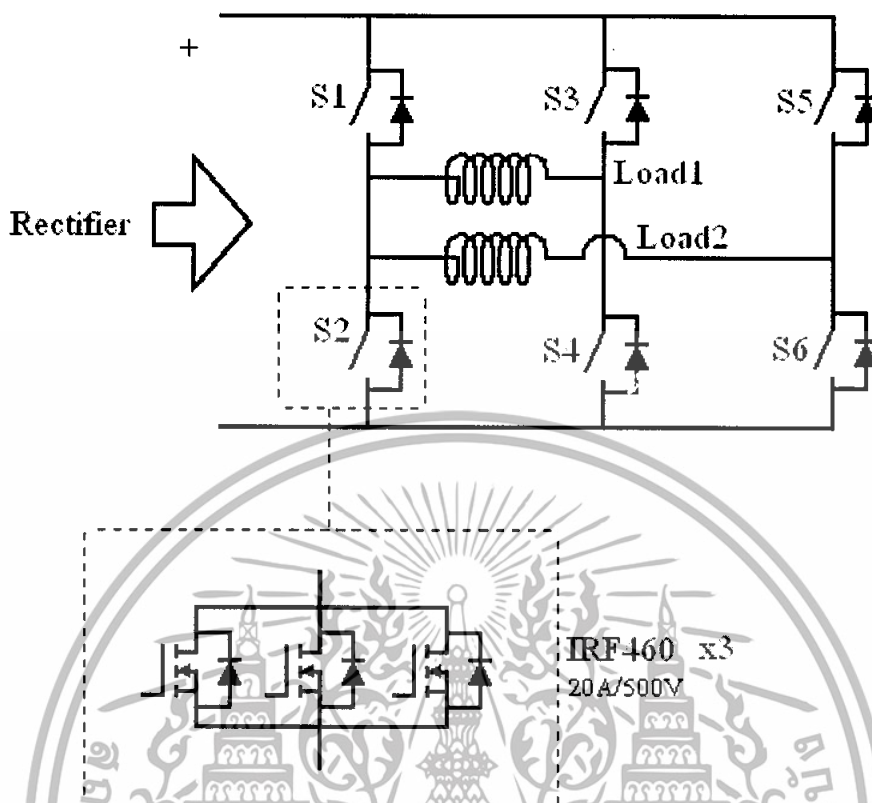 +
S1
S3
S5
Load1
Rectifier
Load2
S2
S4
S6
IRF460 x3
20A/500V